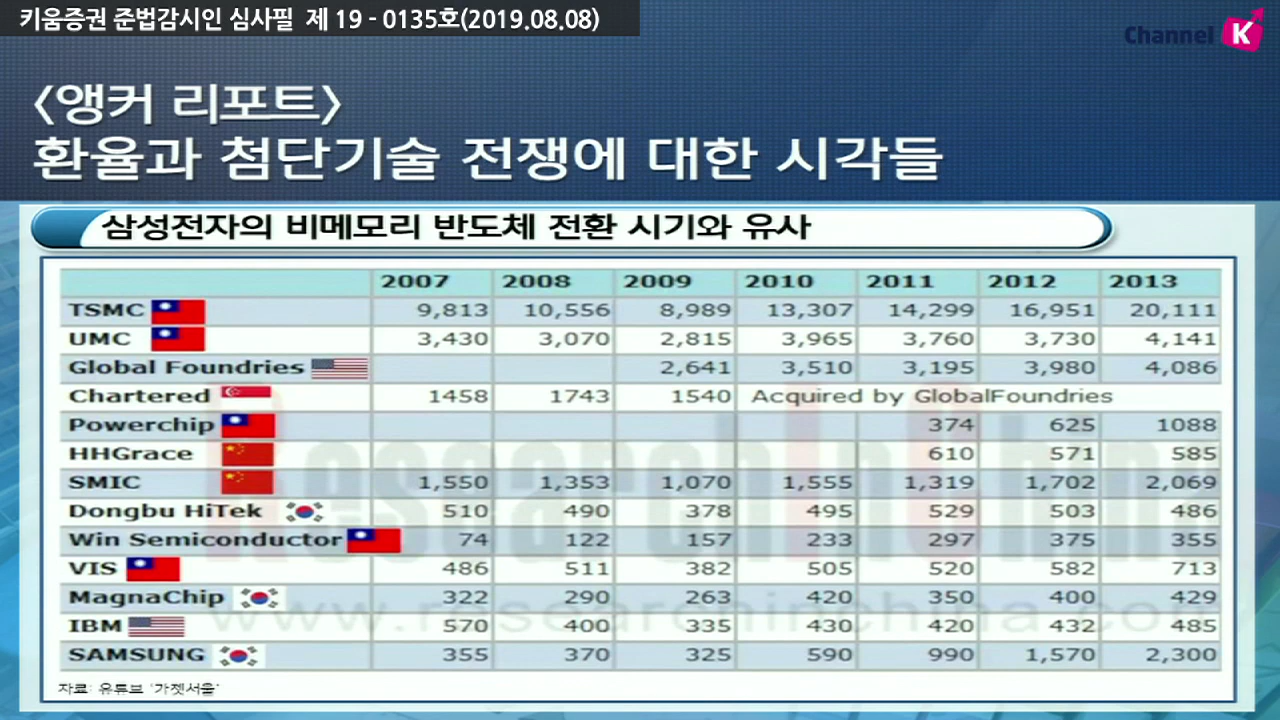 키움증권 준법감시인 심사필 제 19 - 0135호(2019.08.08)
Channel K
<앵커 리포트>
환율과 첨단기술 전쟁에 대한 시각들
삼성전자의 비메모리 반도체 전환 시기와 유사
2007 2008 2009 2010 2011 2012 2013
TSMC 9,813 10,556 8,989 13,307 14,299 16,951 20,111
UMC 3,430 3,070 2,815 3,965 3,760 3,730 4,141
Global Foundries 2,641 3,510 3,195 3,980 4,086
Chartered 1458 1743 1540 Acquired by GlobalFoundries
Powerchip 374 625 1088
HHGrace 610 571 585
SMIC 1,550 1,353 1,070 1,555 1,319 1,702 2,069
Dongbu HiTek 510 490 378 495 529 503 486
Win Semiconductor 74 122 157 233 297 375 355
VIS 486 511 382 505 520 582 713
MagnaChip 322 290 263 420 350 400 429
IBM 570 400 335 430 420 432 485
SAMSUNG 355 370 325 590 990 1,570 2,300
ResearchInChina
www.researchinchina.com
자료: 유튜브 '가젯서울'